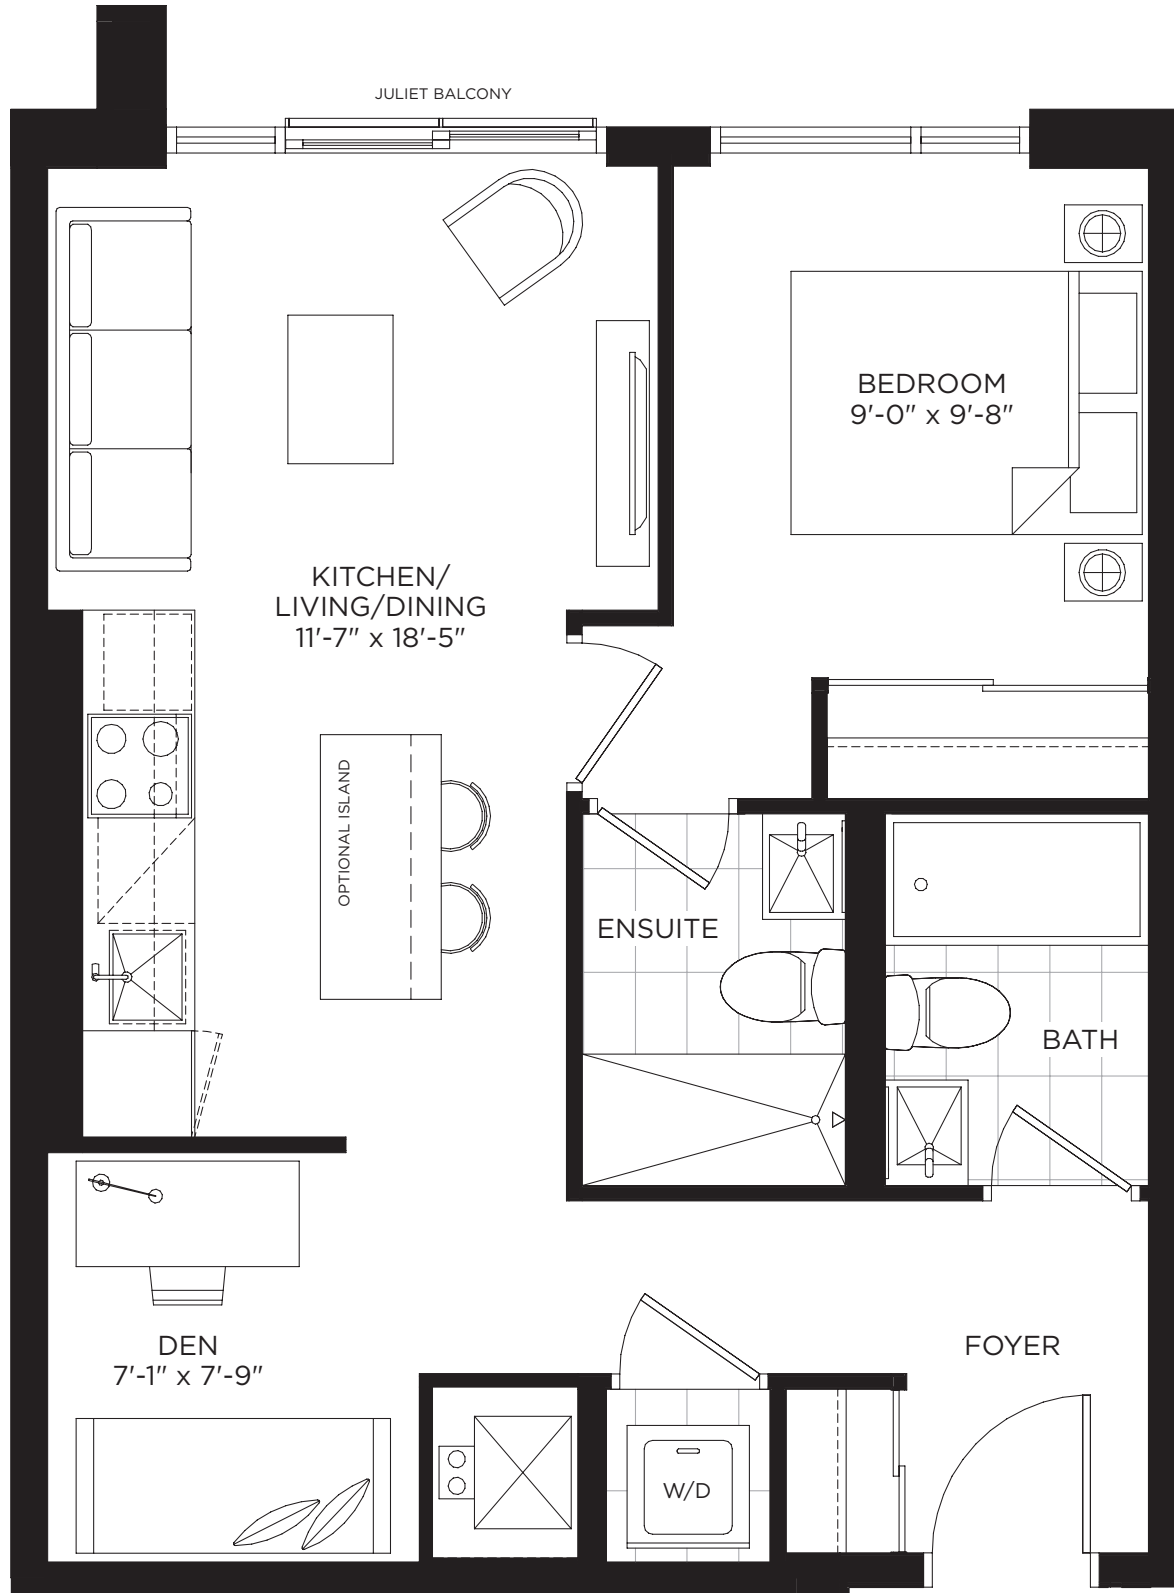 JULIET BALCONY
BEDROOM
9'-0" x 9'-8"
KITCHEN/
LIVING/DINING
11'-7" x 18'-5"
OPTIONAL ISLAND
ENSUITE
BATH
DEN
7'-1" x 7'-9"
FOYER
W/D